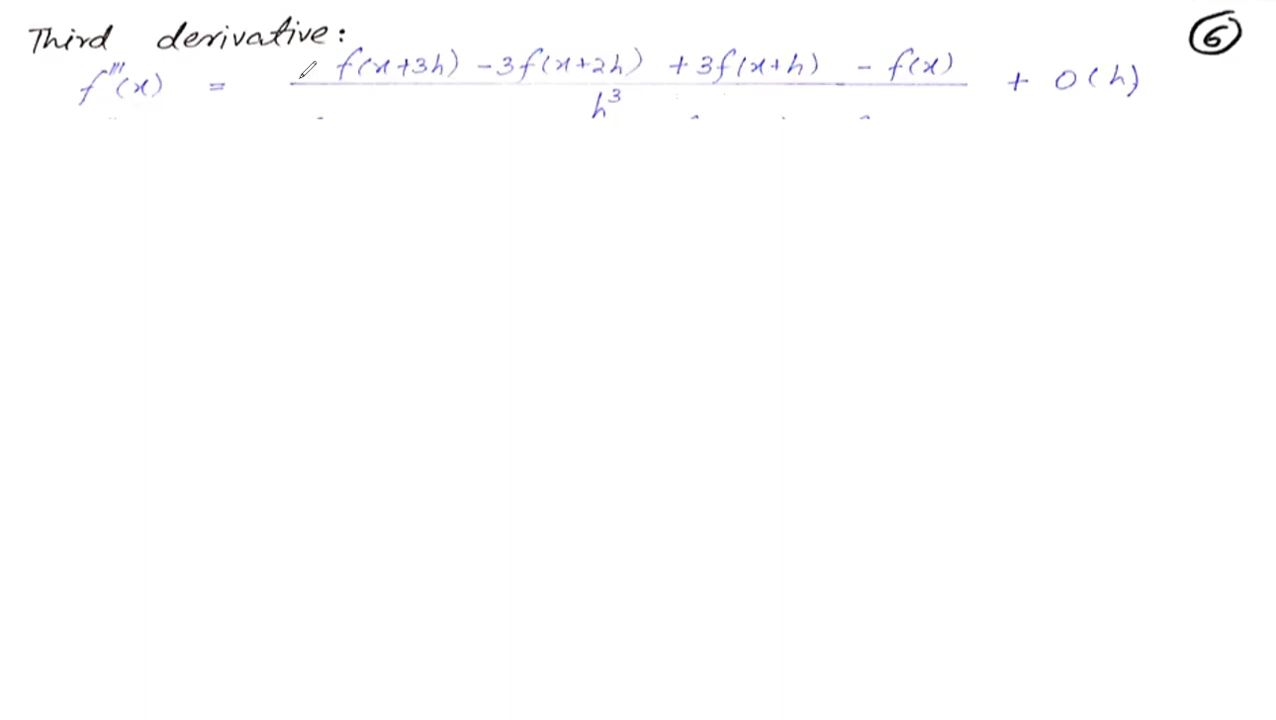 Third derivative:
6
f'''(x) = f(x+3h) -3f(x+2h) +3f(x+h) - f(x) + O(h)
h³